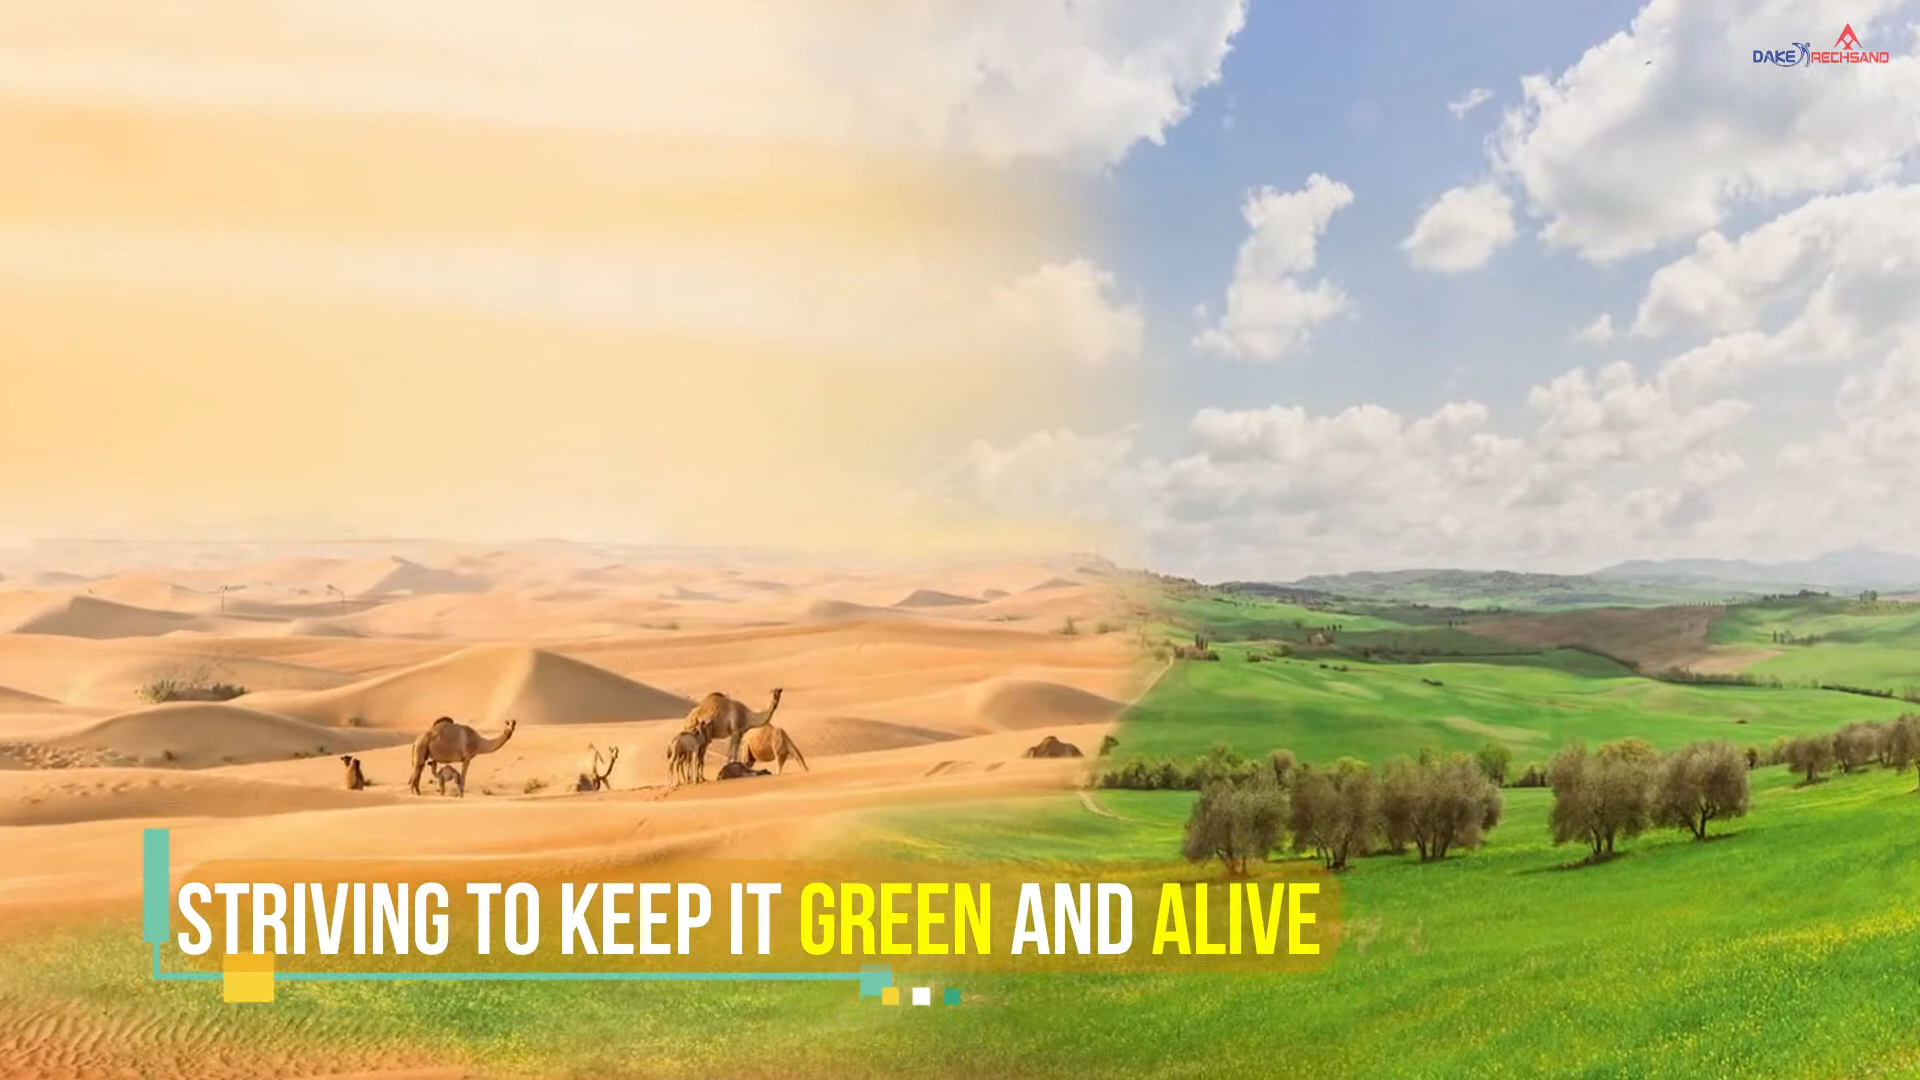 DAKE RECHSAND
STRIVING TO KEEP IT GREEN AND ALIVE